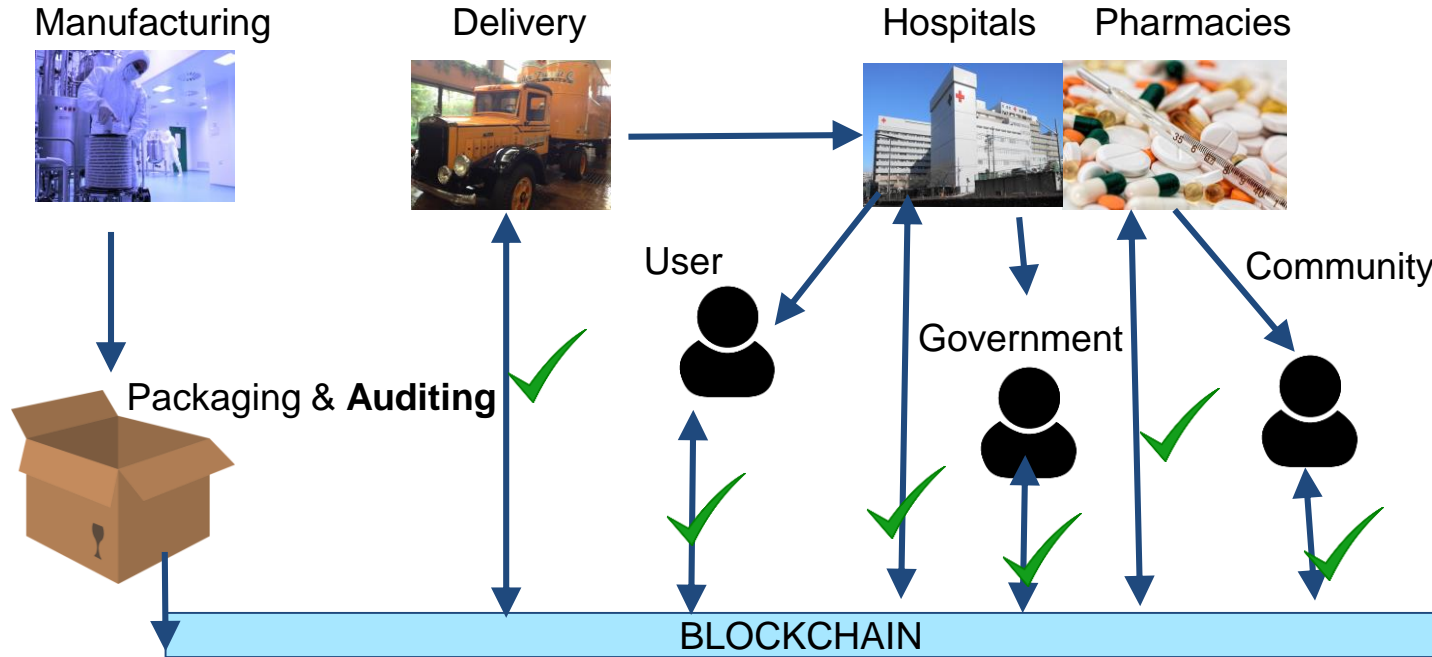 Manufacturing
Delivery
Hospitals
Pharmacies
User
Community
Government
Packaging & Auditing
BLOCKCHAIN